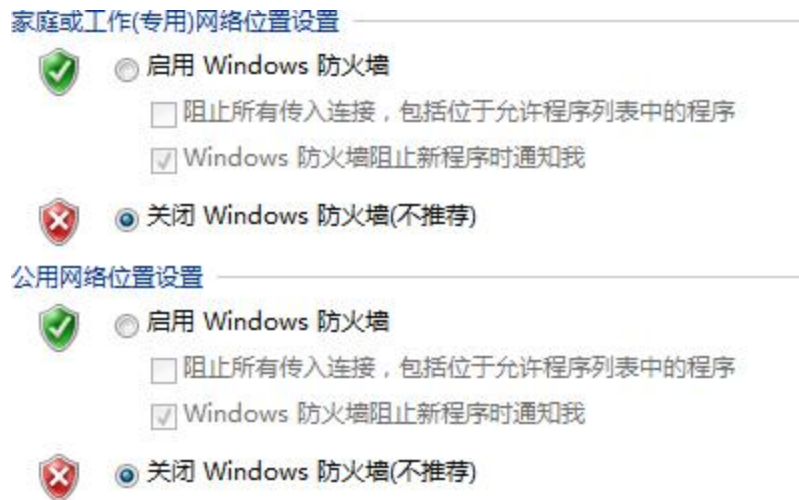 家庭或工作(专用)网络位置设置
启用 Windows 防火墙
阻止所有传入连接，包括位于允许程序列表中的程序
Windows 防火墙阻止新程序时通知我
关闭 Windows 防火墙(不推荐)
公用网络位置设置
启用 Windows 防火墙
阻止所有传入连接，包括位于允许程序列表中的程序
Windows 防火墙阻止新程序时通知我
关闭 Windows 防火墙(不推荐)